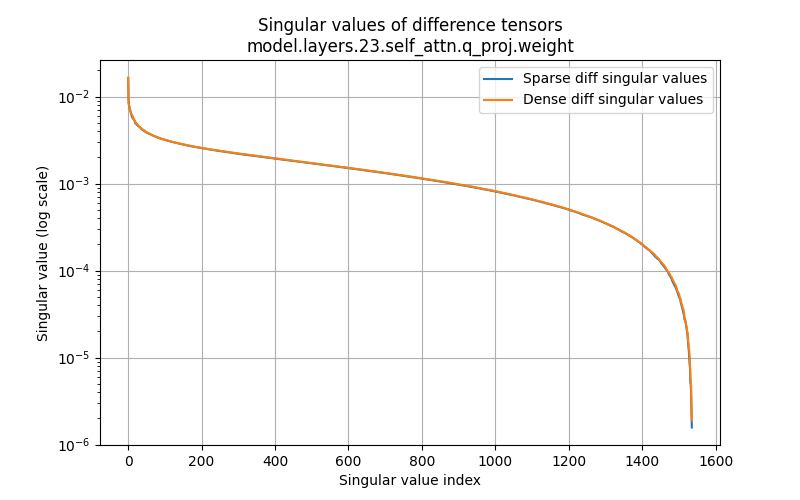 Singular values of difference tensors
model.layers.23.self_attn.q_proj.weight
Sparse diff singular values
Dense diff singular values
Singular value (log scale)
10⁻²
10⁻³
10⁻⁴
10⁻⁵
10⁻⁶
0 200 400 600 800 1000 1200 1400 1600
Singular value index